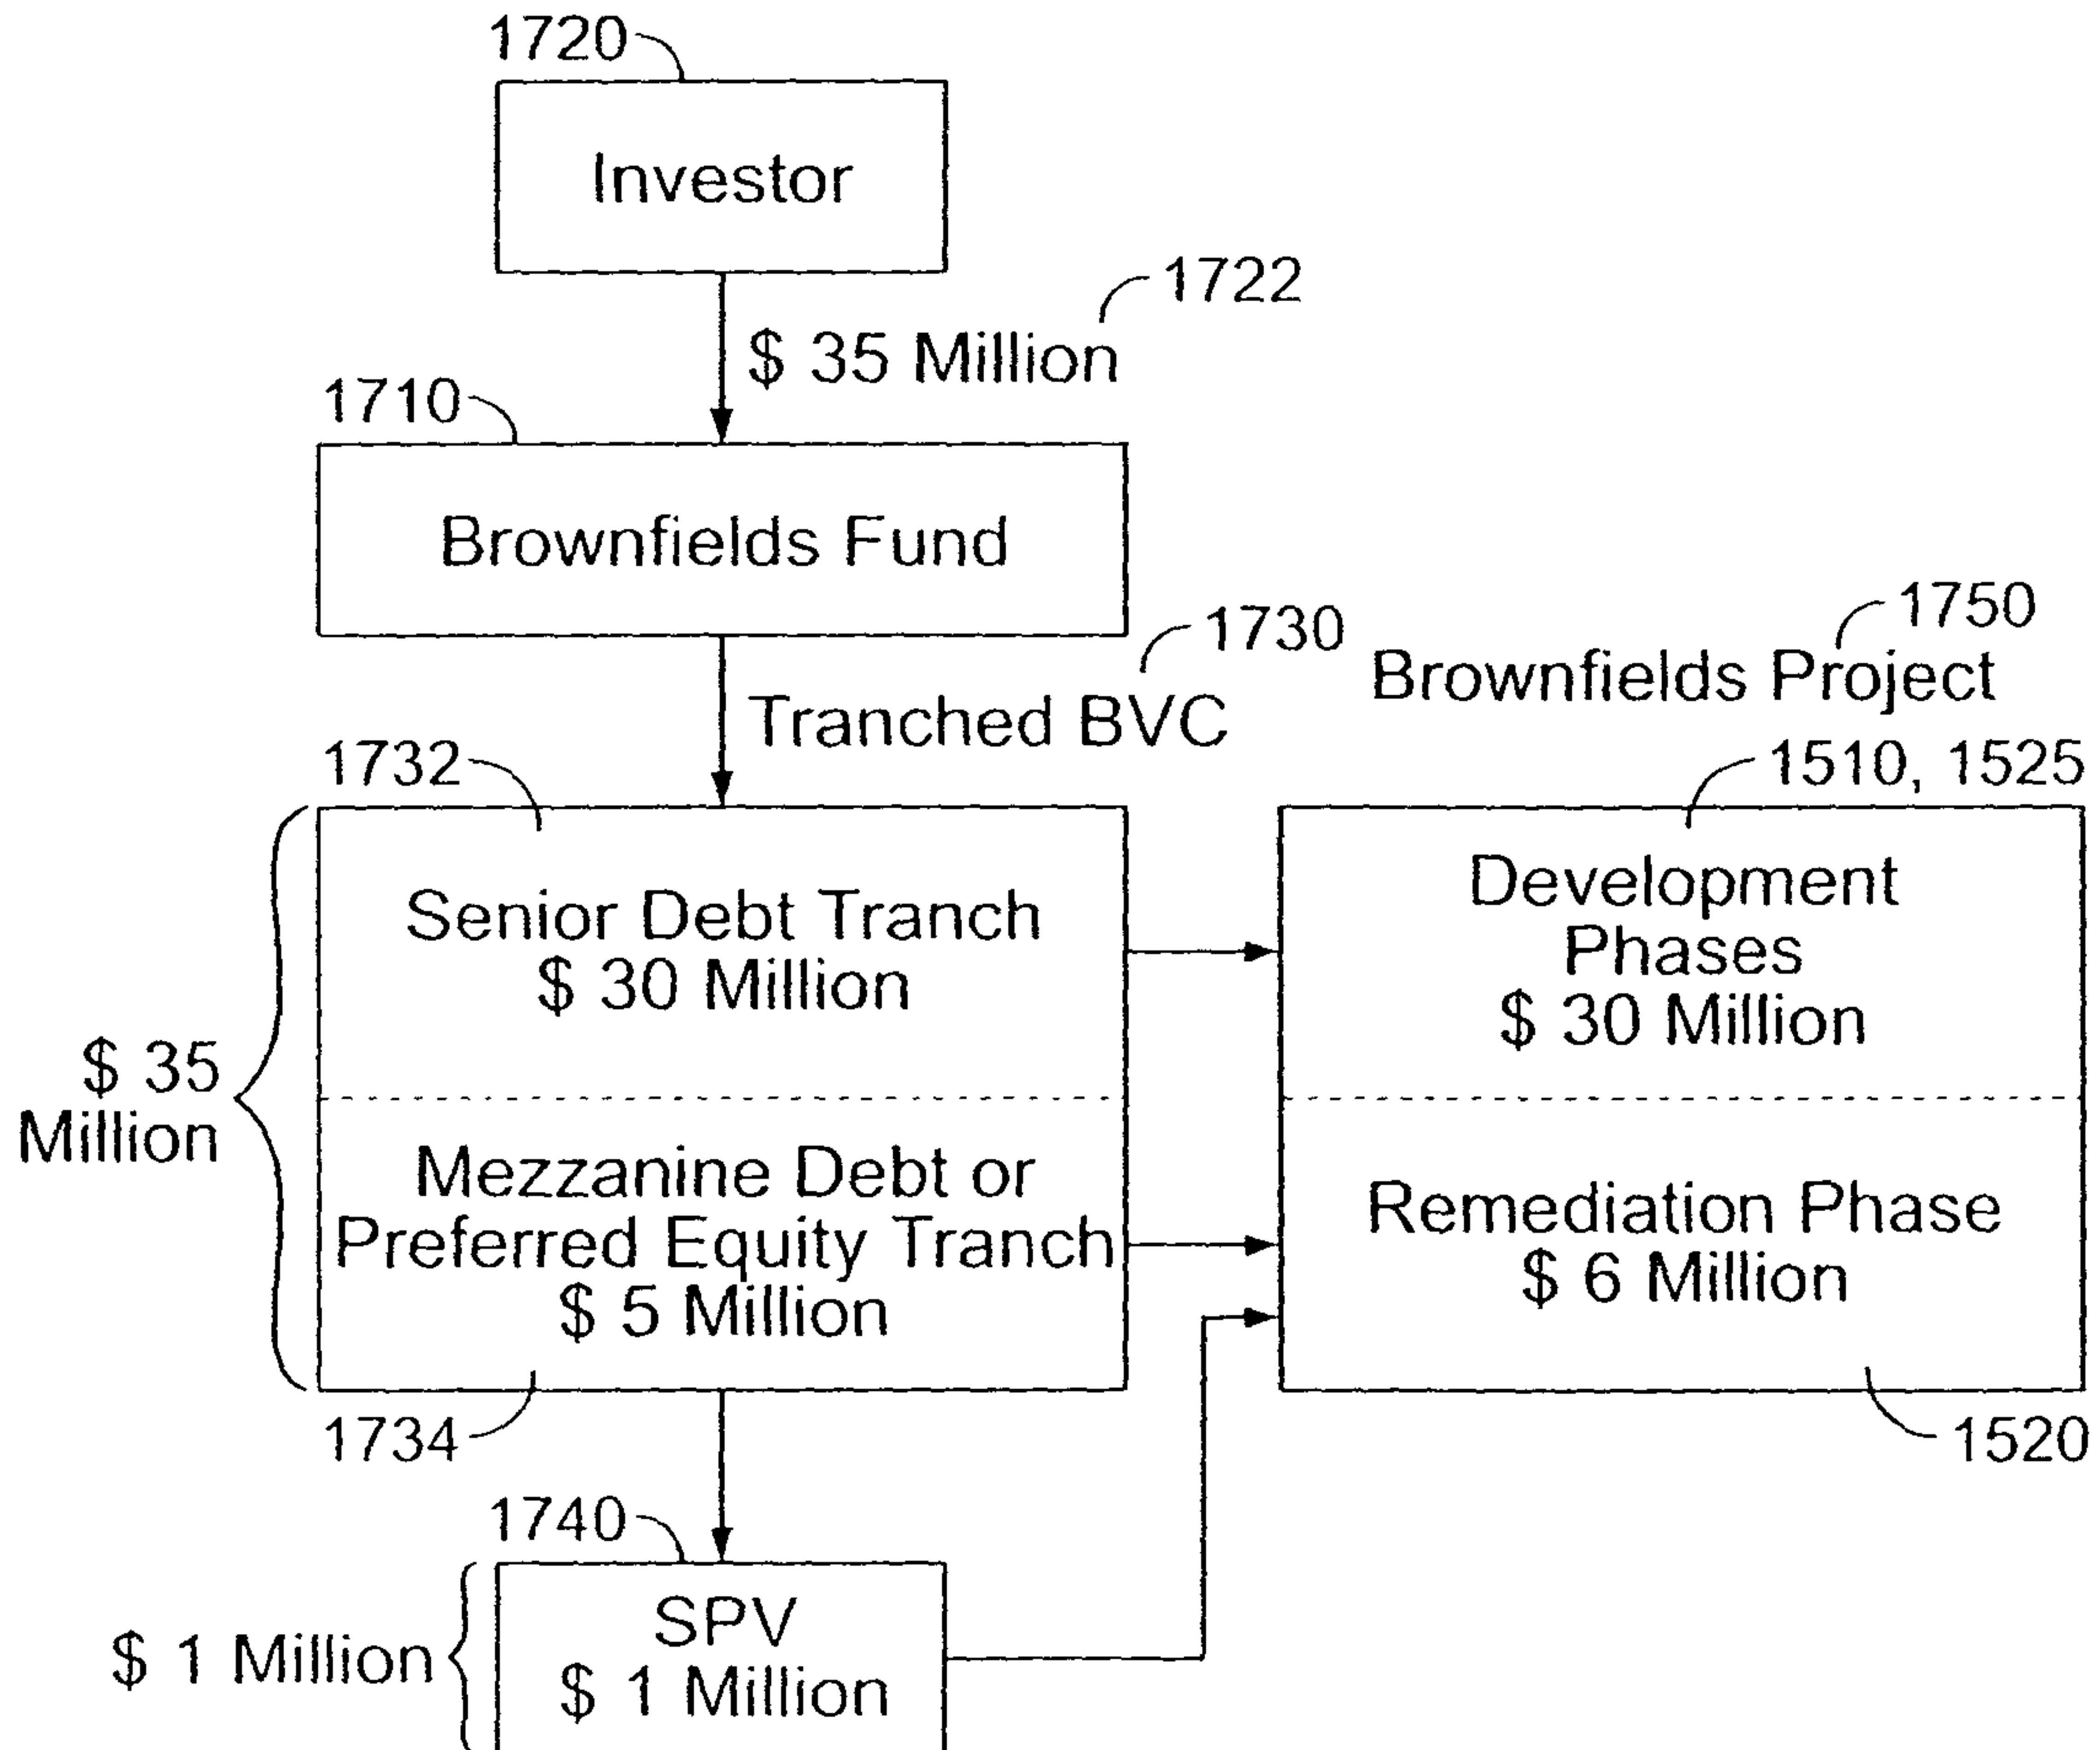 1720
Investor
1722
$ 35 Million
1710
Brownfields Fund
1730
Tranched BVC
1750
Brownfields Project
1732
1510, 1525
Senior Debt Tranch
$ 30 Million
Development
Phases
$ 30 Million
$ 35
Million
Mezzanine Debt or
Preferred Equity Tranch
$ 5 Million
Remediation Phase
$ 6 Million
1734
1520
1740
SPV
$ 1 Million
$ 1 Million